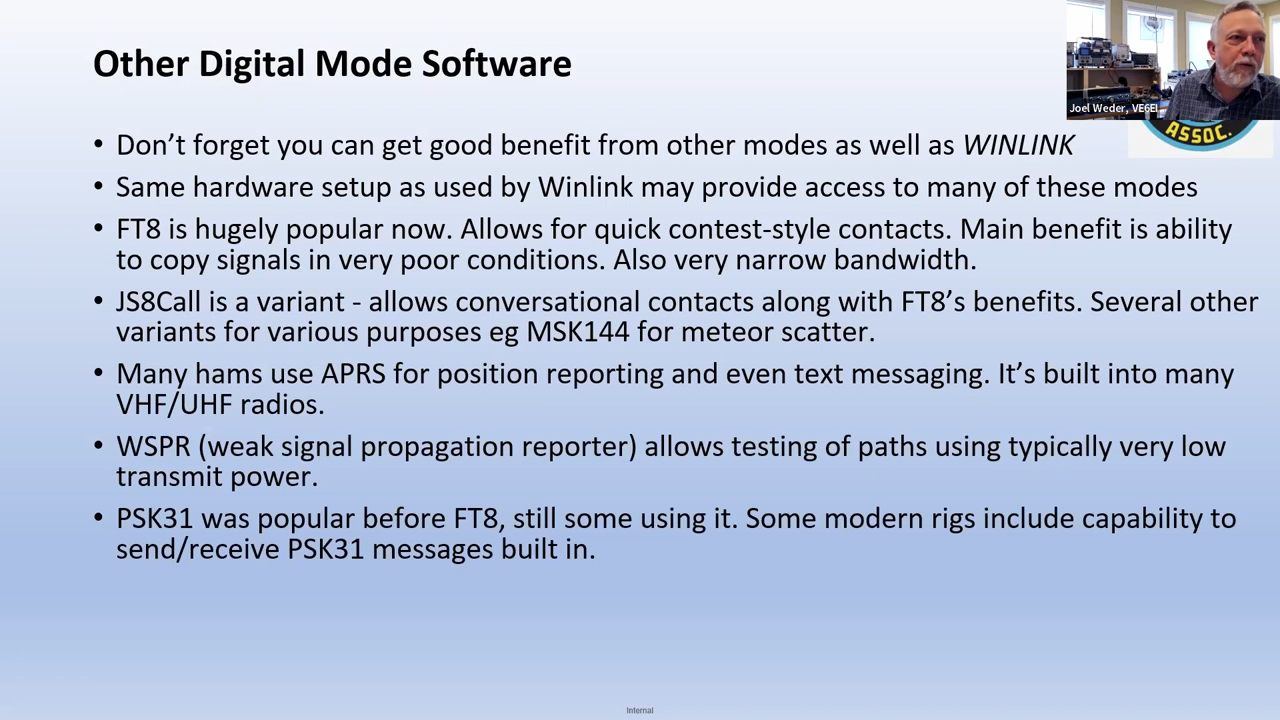 Other Digital Mode Software
Joel Weder, VE6EI
ASSOC.
• Don't forget you can get good benefit from other modes as well as WINLINK
• Same hardware setup as used by Winlink may provide access to many of these modes
• FT8 is hugely popular now. Allows for quick contest-style contacts. Main benefit is ability
to copy signals in very poor conditions. Also very narrow bandwidth.
• JS8Call is a variant - allows conversational contacts along with FT8's benefits. Several other
variants for various purposes eg MSK144 for meteor scatter.
• Many hams use APRS for position reporting and even text messaging. It's built into many
VHF/UHF radios.
• WSPR (weak signal propagation reporter) allows testing of paths using typically very low
transmit power.
• PSK31 was popular before FT8, still some using it. Some modern rigs include capability to
send/receive PSK31 messages built in.
Internal